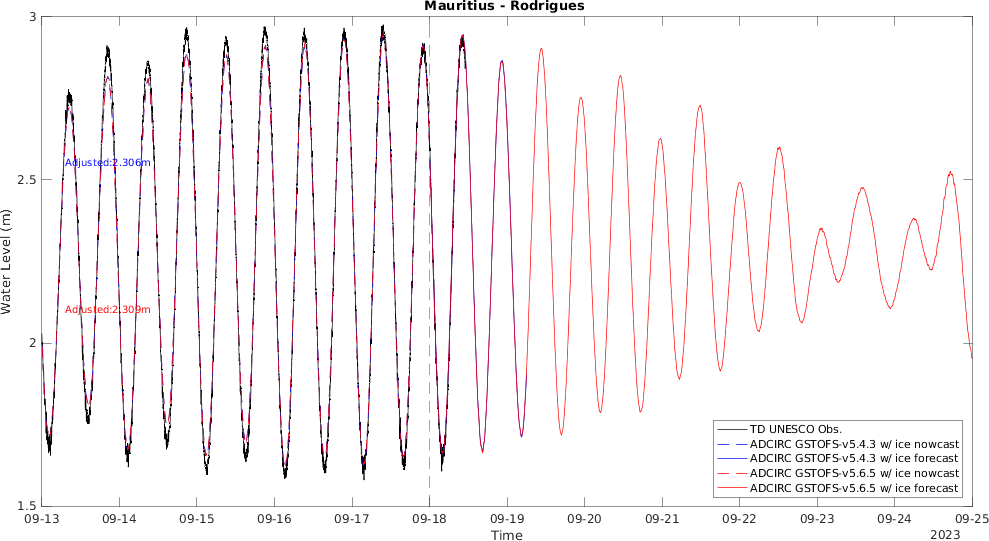 Mauritius - Rodrigues
3
2.5
2
1.5
Water Level (m)
Adjusted:2.306m
Adjusted:2.309m
TD UNESCO Obs.
ADCIRC GSTOFS-v5.4.3 w/ ice nowcast
ADCIRC GSTOFS-v5.4.3 w/ ice forecast
ADCIRC GSTOFS-v5.6.5 w/ ice nowcast
ADCIRC GSTOFS-v5.6.5 w/ ice forecast
09-13 09-14 09-15 09-16 09-17 09-18 09-19 09-20 09-21 09-22 09-23 09-24 09-25
Time
2023